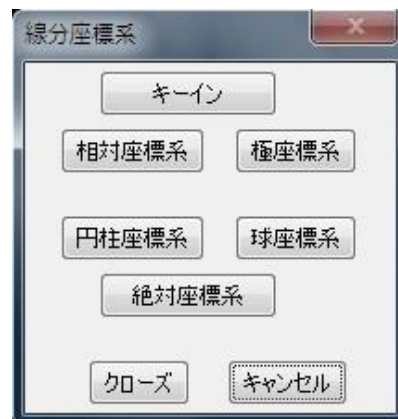 線分座標系
キーイン
相対座標系 極座標系
円柱座標系 球座標系
絶対座標系
クローズ キャンセル